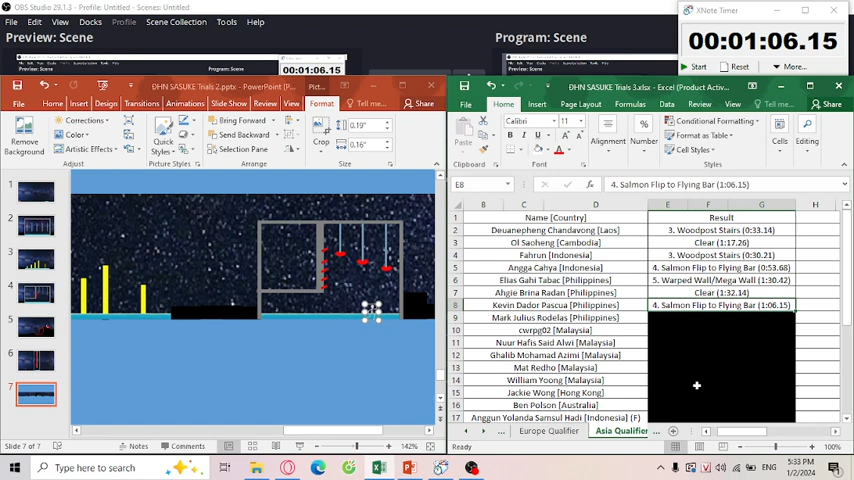 OBS Studio 29.1.3 - Profile: Untitled - Scenes: Untitled
File Edit View Docks Profile Scene Collection Tools Help
Preview: Scene
Program: Scene
XNote Timer
00:01:06.15
Start Reset More...
ĐHN SASUKE Trials 2.pptx - PowerPoint (P... Pict...
File Home Insert Design Transitions Animations Slide Show Review View Format Tell me... Share
Remove Background
Corrections
Color
Artistic Effects
Adjust
Quick Styles
Picture Styles
Bring Forward
Send Backward
Selection Pane
Arrange
Crop
0.19"
0.16"
Size
1
2
3
4
5
6
7
Slide 7 of 7
Notes Comments
142%
ĐHN SASUKE Trials 3.xlsx - Excel (Product Activ...
File Home Insert Page Layout Formulas Data Review View Tell me... Share
Paste
Clipboard
Calibri 11
B I U
Font
Alignment
Number
Conditional Formatting
Format as Table
Cell Styles
Styles
Cells
Editing
E8
4. Salmon Flip to Flying Bar (1:06.15)
B C D E F G H
1 Name [Country] Result
2 Deuanepheng Chandavong [Laos] 3. Woodpost Stairs (0:33.14)
3 Ol Saoheng [Cambodia] Clear (1:17.26)
4 Fahrun [Indonesia] 3. Woodpost Stairs (0:30.21)
5 Angga Cahya [Indonesia] 4. Salmon Flip to Flying Bar (0:53.68)
6 Elias Gahi Tabac [Philippines] 5. Warped Wall/Mega Wall (1:30.42)
7 Ahgie Brina Radan [Philippines] Clear (1:32.14)
8 Kevin Dador Pascua [Philippines] 4. Salmon Flip to Flying Bar (1:06.15)
9 Mark Julius Rodelas [Philippines]
10 cwrpg02 [Malaysia]
11 Nuur Hafis Said Alwi [Malaysia]
12 Ghalib Mohamad Azimi [Malaysia]
13 Mat Redho [Malaysia]
14 William Yoong [Malaysia]
15 Jackie Wong [Hong Kong]
16 Ben Polson [Australia]
17 Anggun Yolanda Samsul Hadi [Indonesia] (F)
... Europe Qualifier Asia Qualifier ...
Ready
100%
Type here to search
ENG
5:33 PM
1/2/2024